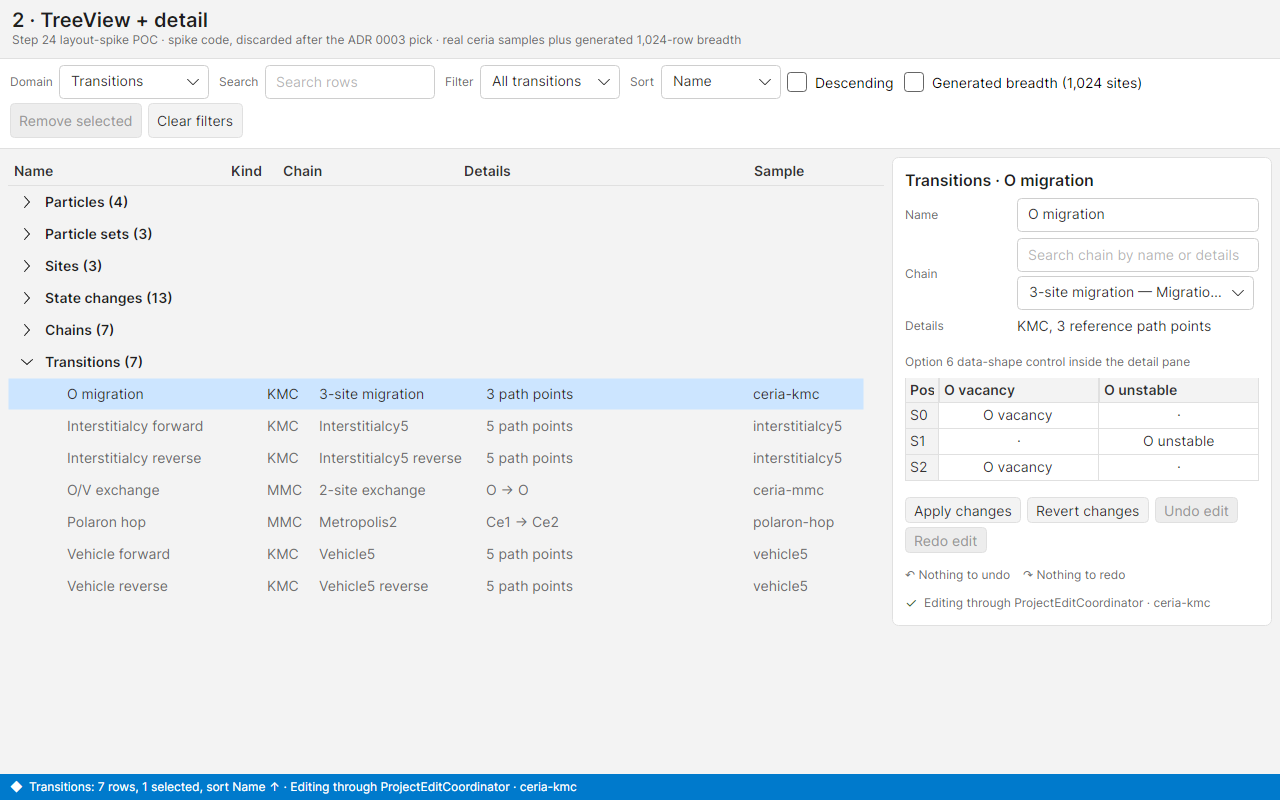 2 · TreeView + detail
Step 24 layout-spike POC · spike code, discarded after the ADR 0003 pick · real ceria samples plus generated 1,024-row breadth
Domain Transitions Search Search rows Filter All transitions Sort Name Descending Generated breadth (1,024 sites)
Remove selected Clear filters
Name Kind Chain Details Sample
Particles (4)
Particle sets (3)
Sites (3)
State changes (13)
Chains (7)
Transitions (7)
O migration KMC 3-site migration 3 path points ceria-kmc
Interstitialcy forward KMC Interstitialcy5 5 path points interstitialcy5
Interstitialcy reverse KMC Interstitialcy5 reverse 5 path points interstitialcy5
O/V exchange MMC 2-site exchange O → O ceria-mmc
Polaron hop MMC Metropolis2 Ce1 → Ce2 polaron-hop
Vehicle forward KMC Vehicle5 5 path points vehicle5
Vehicle reverse KMC Vehicle5 reverse 5 path points vehicle5
Transitions · O migration
Name O migration
Search chain by name or details
Chain
3-site migration — Migratio...
Details KMC, 3 reference path points
Option 6 data-shape control inside the detail pane
Pos O vacancy O unstable
S0 O vacancy ·
S1 · O unstable
S2 O vacancy ·
Apply changes Revert changes Undo edit
Redo edit
↶ Nothing to undo ↷ Nothing to redo
✓ Editing through ProjectEditCoordinator · ceria-kmc
◆ Transitions: 7 rows, 1 selected, sort Name ↑ · Editing through ProjectEditCoordinator · ceria-kmc